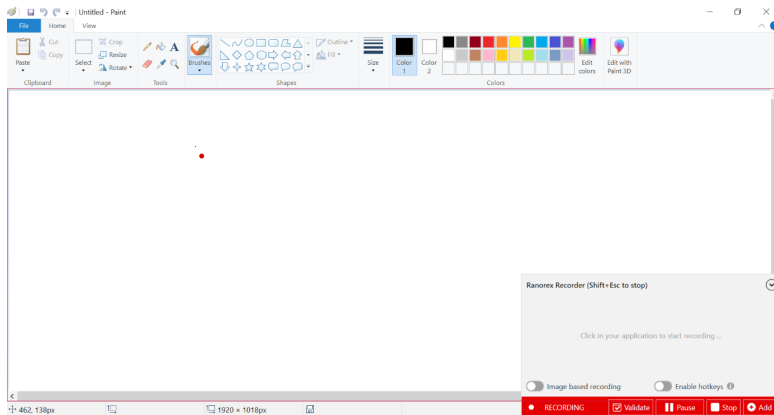 Untitled - Paint
File Home View
Paste
Cut
Copy
Select
Crop
Resize
Rotate
A
Brushes
Outline
Fill
Size
Color 1
Color 2
Edit colors
Edit with Paint 3D
Clipboard Image Tools Shapes Colors
Ranorex Recorder (Shift+Esc to stop)
Click in your application to start recording ...
Image based recording Enable hotkeys
RECORDING Validate Pause Stop Add
462, 138px 1920 × 1018px